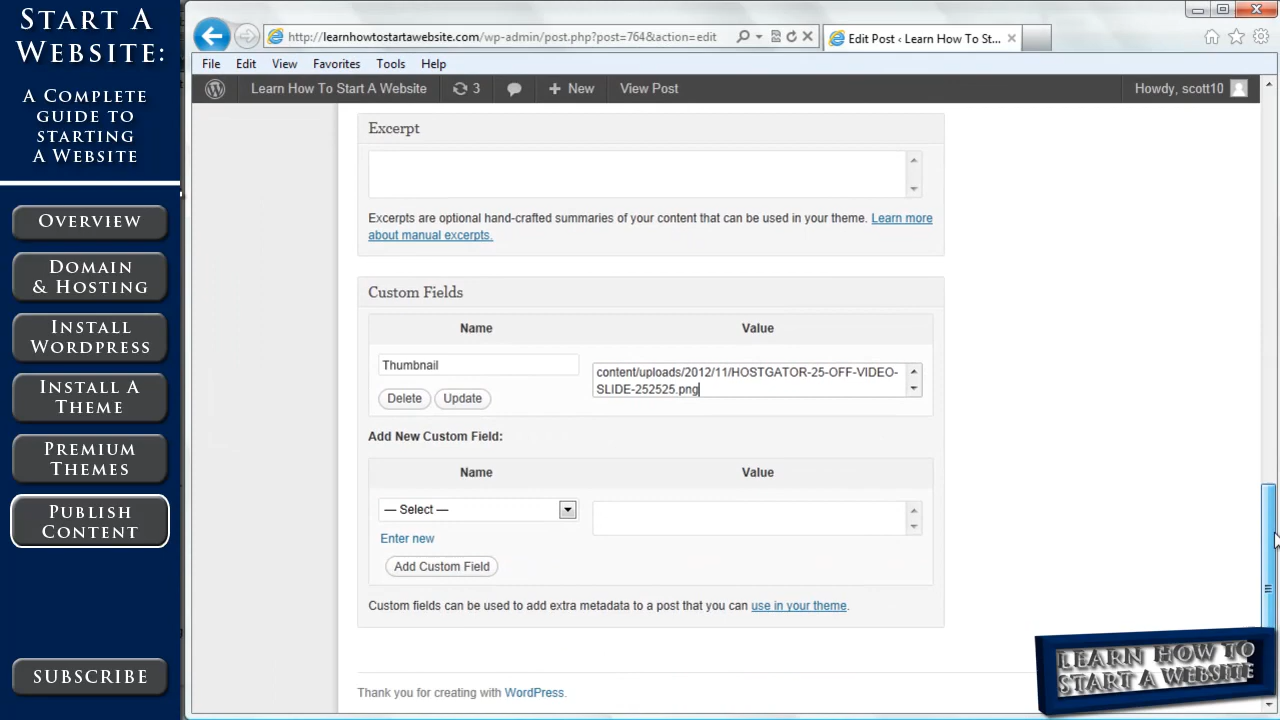 START A
WEBSITE:
A COMPLETE
GUIDE TO
STARTING
A WEBSITE
OVERVIEW
DOMAIN
& HOSTING
INSTALL
WORDPRESS
INSTALL A
THEME
PREMIUM
THEMES
PUBLISH
CONTENT
SUBSCRIBE
http://learnhowtostartawebsite.com/wp-admin/post.php?post=764&action=edit
Edit Post ‹ Learn How To St...
File Edit View Favorites Tools Help
Learn How To Start A Website 3 New View Post Howdy, scott10
Excerpt
Excerpts are optional hand-crafted summaries of your content that can be used in your theme. Learn more
about manual excerpts.
Custom Fields
Name Value
Thumbnail
content/uploads/2012/11/HOSTGATOR-25-OFF-VIDEO-
SLIDE-252525.png
Delete Update
Add New Custom Field:
Name Value
— Select —
Enter new
Add Custom Field
Custom fields can be used to add extra metadata to a post that you can use in your theme.
Thank you for creating with WordPress.
LEARN HOW TO
START A WEBSITE